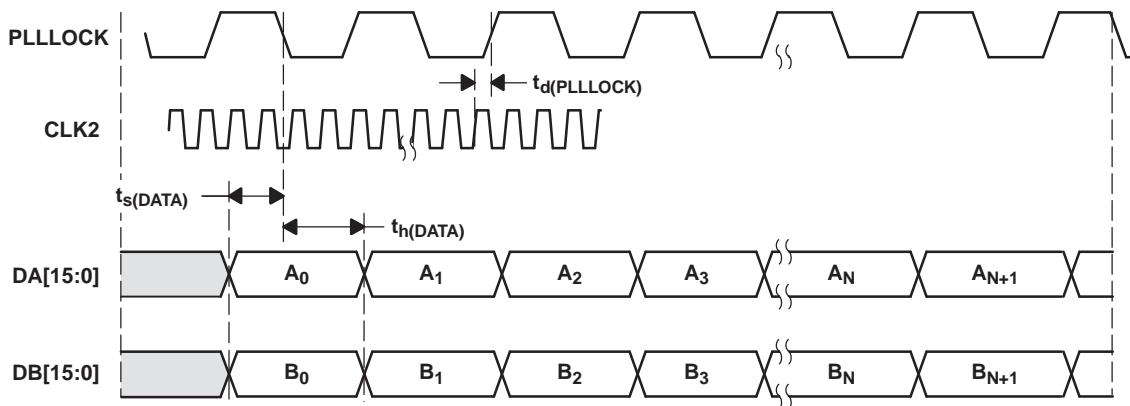 PLLLOCK
t_d(PLLLOCK)
CLK2
t_s(DATA)
t_h(DATA)
DA[15:0] A_0 A_1 A_2 A_3 A_N A_N+1
DB[15:0] B_0 B_1 B_2 B_3 B_N B_N+1